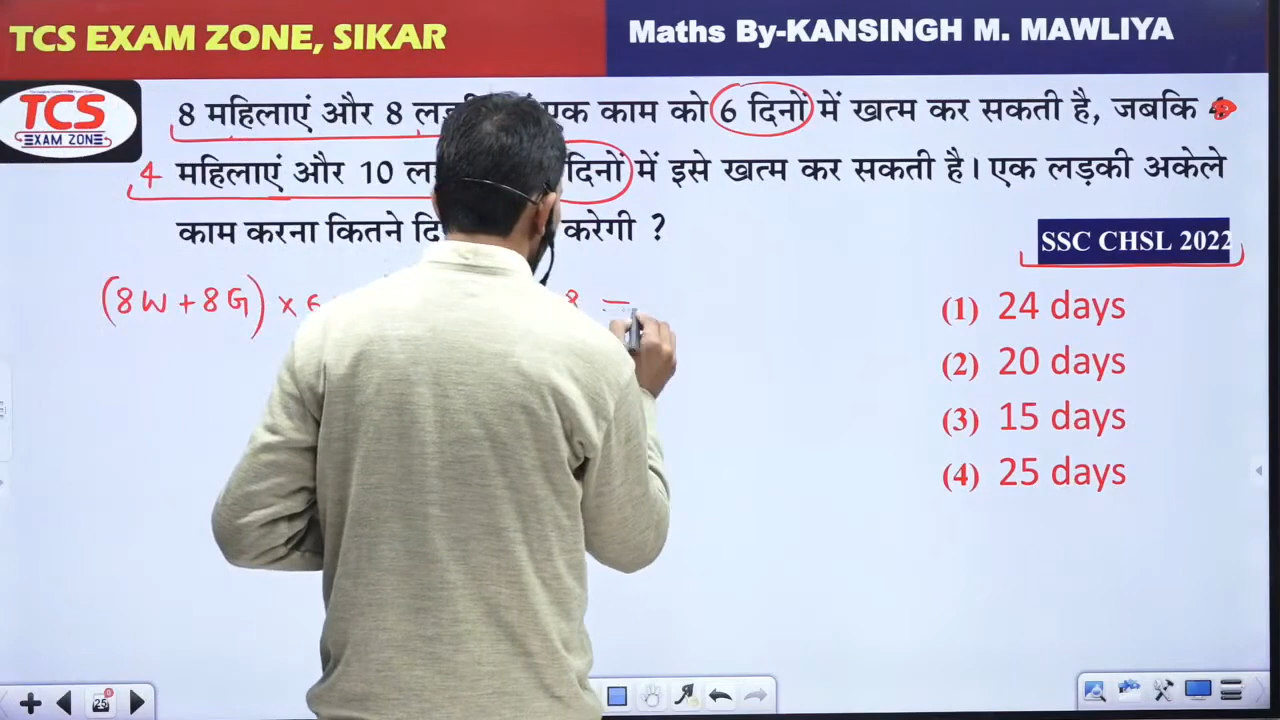 TCS EXAM ZONE, SIKAR
Maths By-KANSINGH M. MAWLIYA
TCS
EXAM ZONE
8 महिलाएं और 8 एक काम को 6 दिनों में खत्म कर सकती है, जबकि
4 महिलाएं और 10 दिनों में इसे खत्म कर सकती है। एक लड़की अकेले
काम करना कितने करेगी ?
SSC CHSL 2022
(8W + 8G) × 6 8 =
(1) 24 days
(2) 20 days
(3) 15 days
(4) 25 days
25